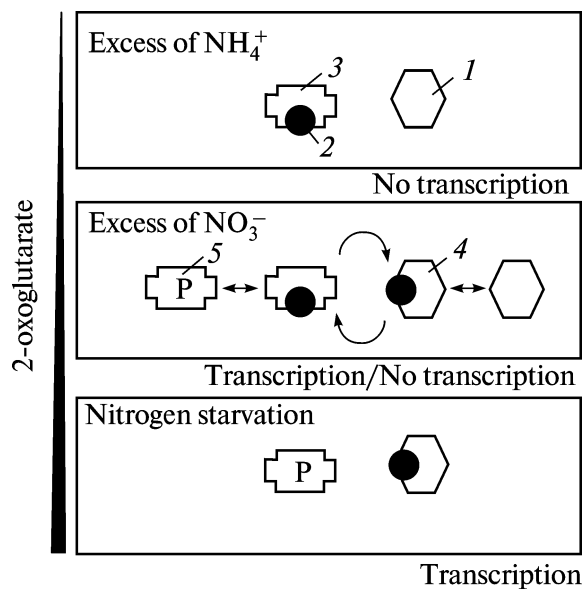 Excess of NH₄⁺
3
1
2
No transcription
Excess of NO₃⁻
5
4
P
Transcription/No transcription
Nitrogen starvation
P
Transcription
2-oxoglutarate